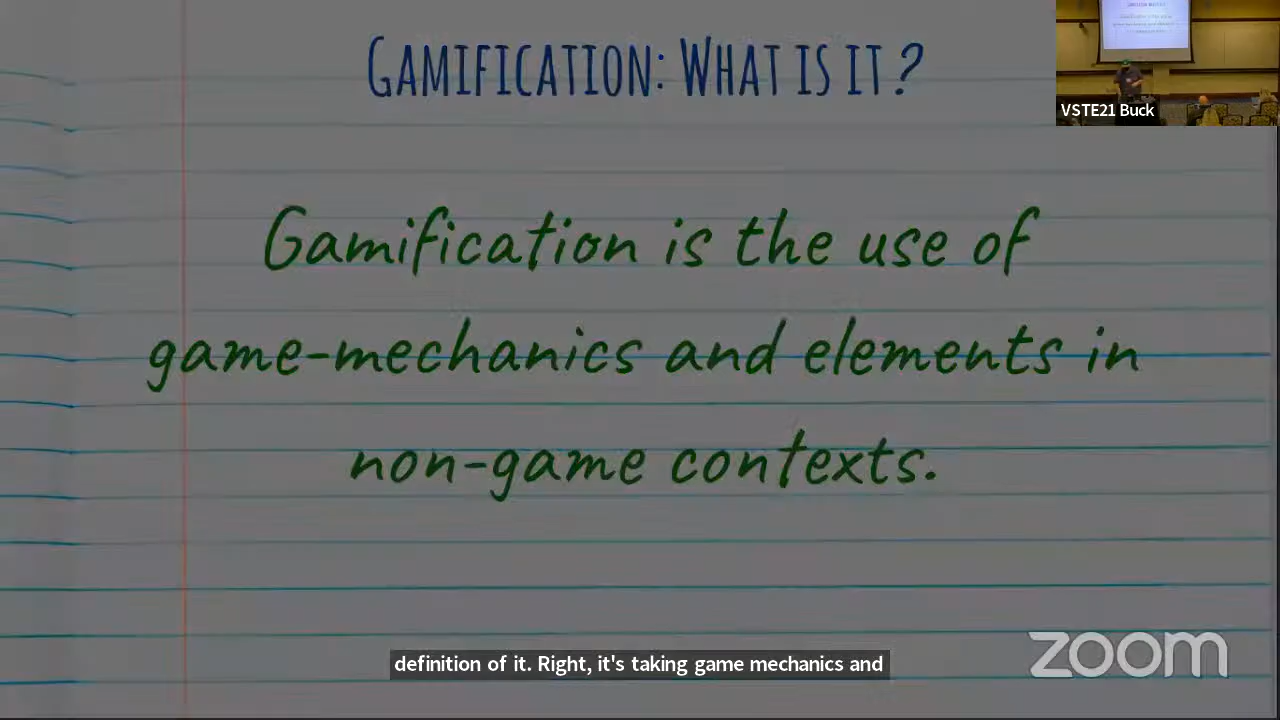 GAMIFICATION: WHAT IS IT?
VSTE21 Buck
Gamification is the use of
game-mechanics and elements in
non-game contexts.
definition of it. Right, it's taking game mechanics and
zoom